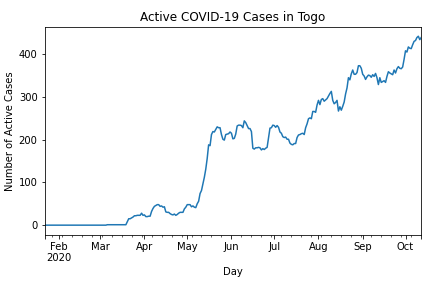 Active COVID-19 Cases in Togo
Number of Active Cases
400
300
200
100
0
Feb Mar Apr May Jun Jul Aug Sep Oct
2020
Day